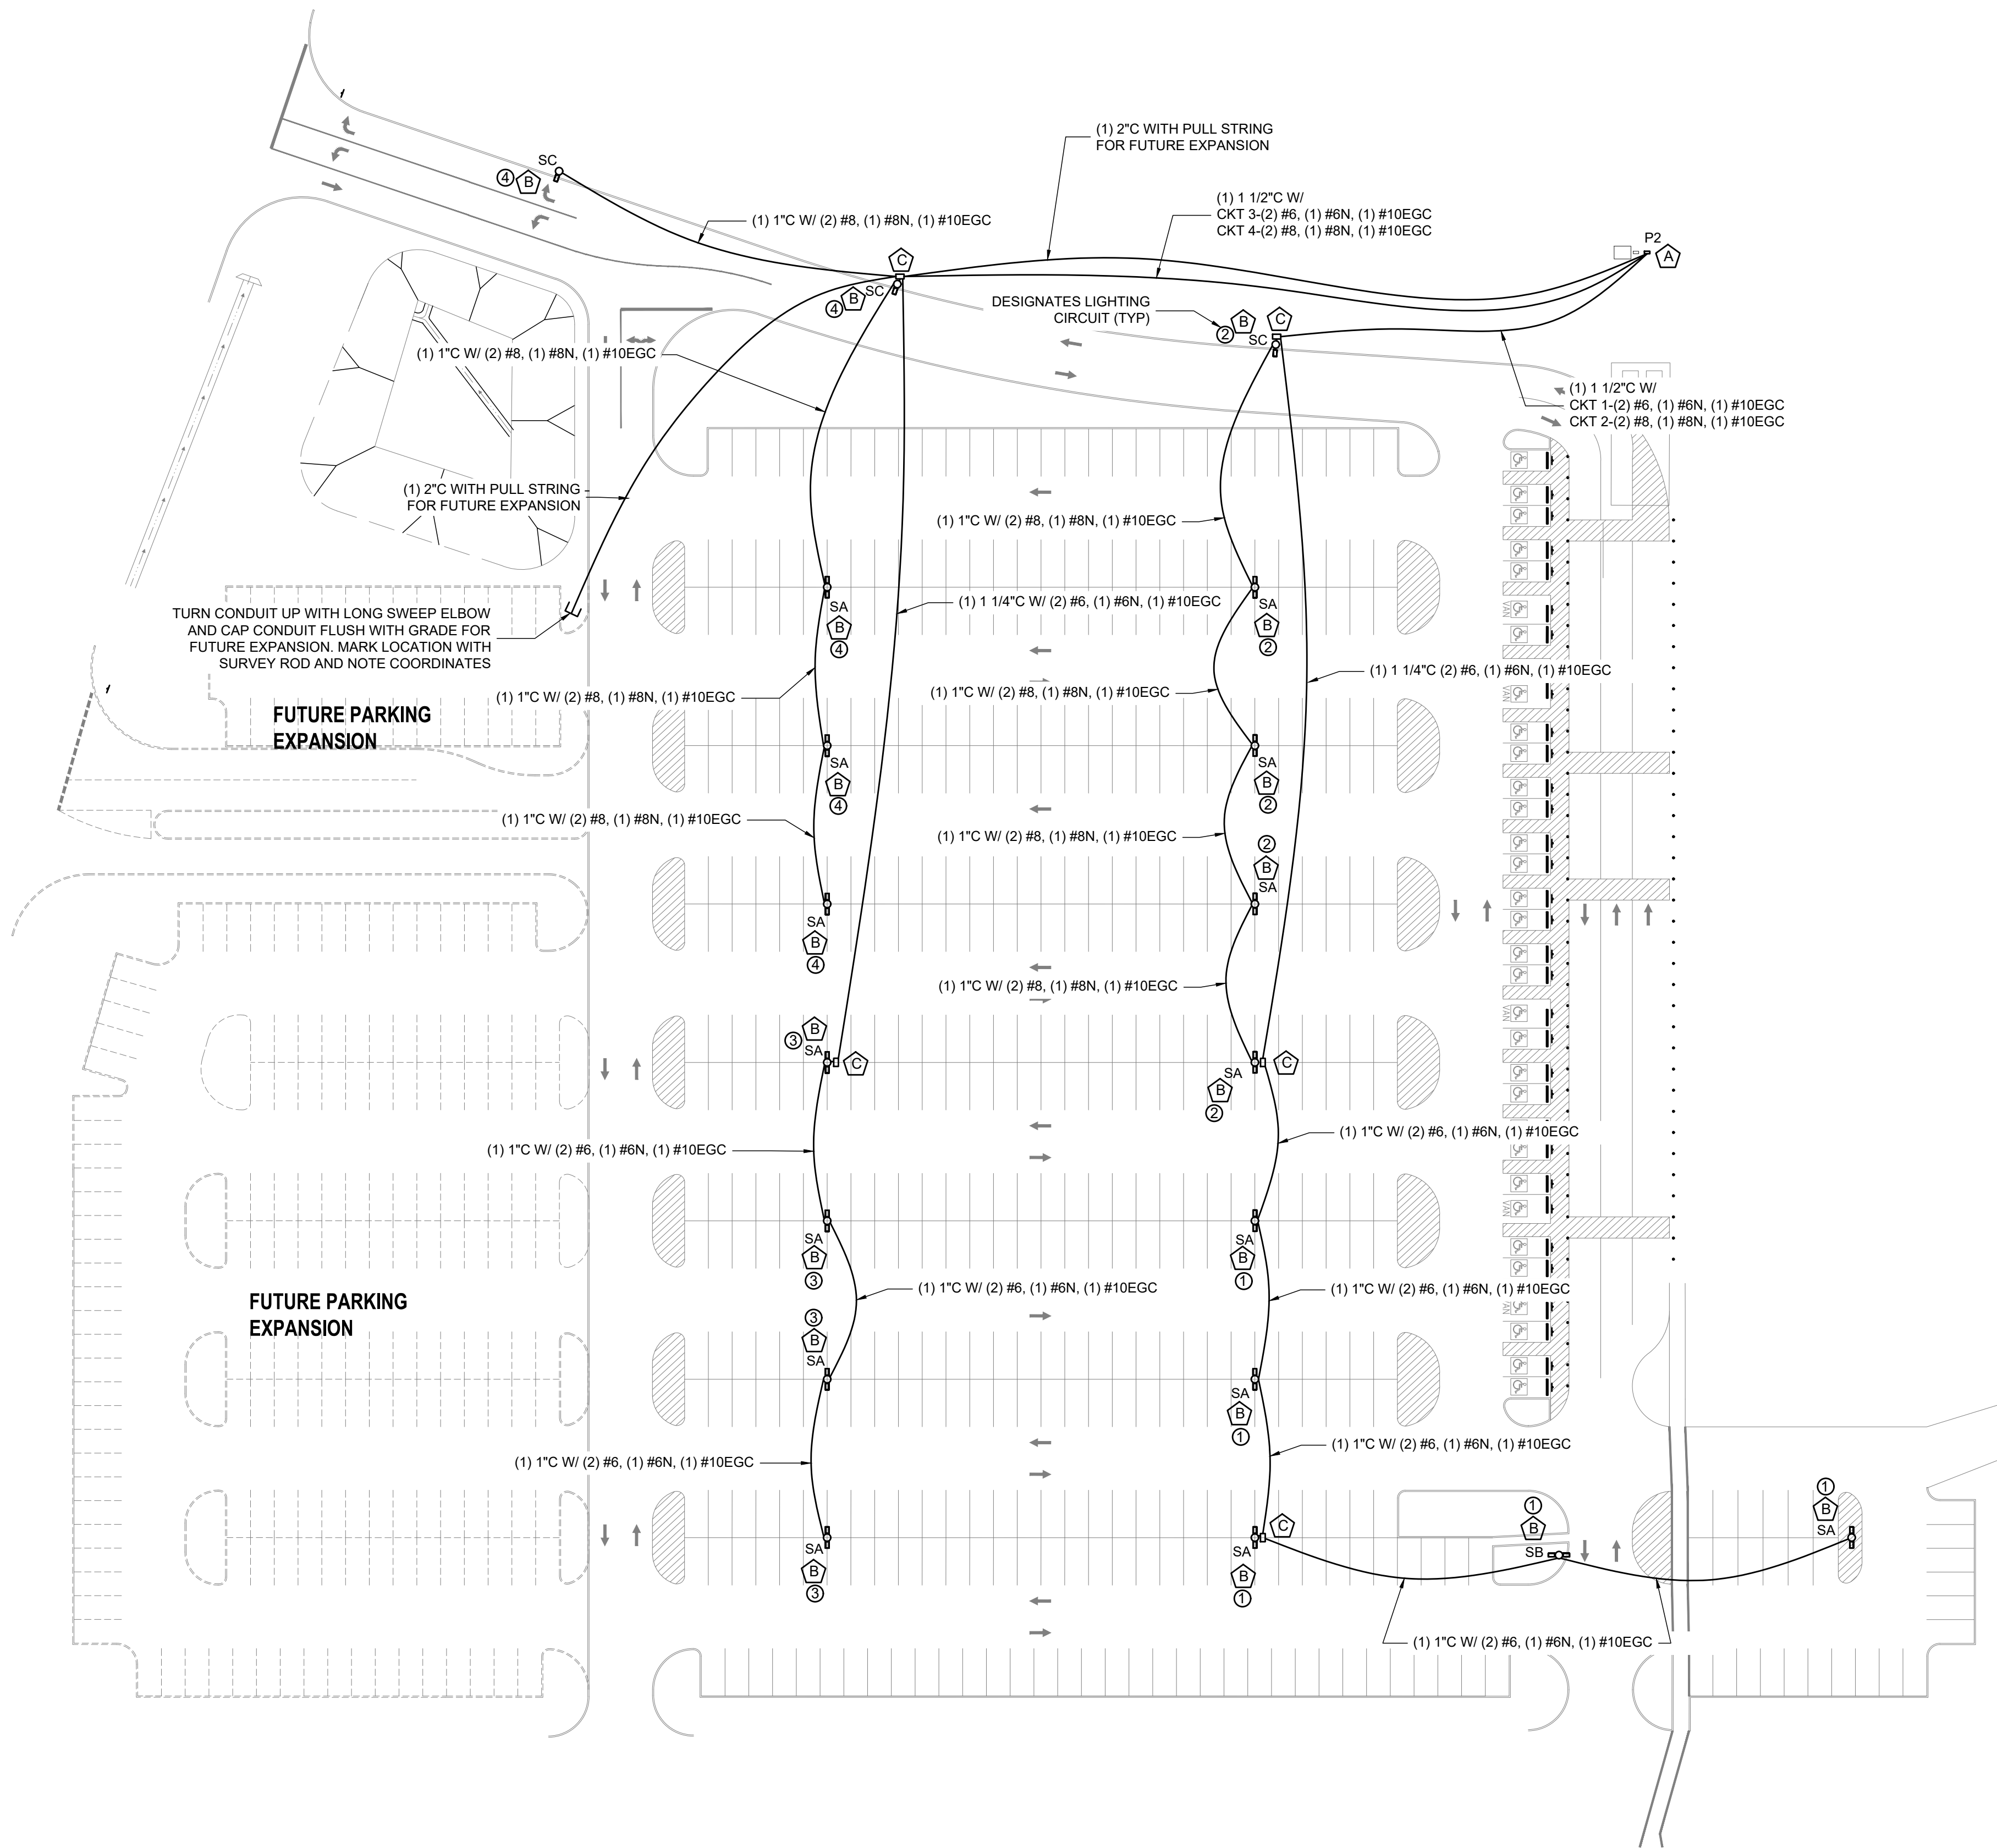 (1) 2"C WITH PULL STRING
FOR FUTURE EXPANSION
SC
4
B
(1) 1 1/2"C W/
CKT 3-(2) #6, (1) #6N, (1) #10EGC
CKT 4-(2) #8, (1) #8N, (1) #10EGC
(1) 1"C W/ (2) #8, (1) #8N, (1) #10EGC
P2
A
C
B
SC
4
DESIGNATES LIGHTING
CIRCUIT (TYP)
B
C
2
SC
(1) 1"C W/ (2) #8, (1) #8N, (1) #10EGC
(1) 1 1/2"C W/
CKT 1-(2) #6, (1) #6N, (1) #10EGC
CKT 2-(2) #8, (1) #8N, (1) #10EGC
(1) 2"C WITH PULL STRING
FOR FUTURE EXPANSION
(1) 1"C W/ (2) #8, (1) #8N, (1) #10EGC
TURN CONDUIT UP WITH LONG SWEEP ELBOW
AND CAP CONDUIT FLUSH WITH GRADE FOR
FUTURE EXPANSION. MARK LOCATION WITH
SURVEY ROD AND NOTE COORDINATES
SA
B
4
(1) 1 1/4"C W/ (2) #6, (1) #6N, (1) #10EGC
SA
B
2
VAN
(1) 1 1/4"C (2) #6, (1) #6N, (1) #10EGC
(1) 1"C W/ (2) #8, (1) #8N, (1) #10EGC
(1) 1"C W/ (2) #8, (1) #8N, (1) #10EGC
VAN
FUTURE PARKING
EXPANSION
SA
B
4
SA
B
2
(1) 1"C W/ (2) #8, (1) #8N, (1) #10EGC
(1) 1"C W/ (2) #8, (1) #8N, (1) #10EGC
2
B
SA
SA
B
4
(1) 1"C W/ (2) #8, (1) #8N, (1) #10EGC
VAN
3
B
SA
C
SA
B
2
C
(1) 1"C W/ (2) #6, (1) #6N, (1) #10EGC
(1) 1"C W/ (2) #6, (1) #6N, (1) #10EGC
VAN
SA
B
3
SA
B
1
(1) 1"C W/ (2) #6, (1) #6N, (1) #10EGC
(1) 1"C W/ (2) #6, (1) #6N, (1) #10EGC
VAN
FUTURE PARKING
EXPANSION
3
B
SA
SA
B
1
(1) 1"C W/ (2) #6, (1) #6N, (1) #10EGC
(1) 1"C W/ (2) #6, (1) #6N, (1) #10EGC
SA
B
3
SA
B
1
C
1
B
SB
1
B
SA
(1) 1"C W/ (2) #6, (1) #6N, (1) #10EGC